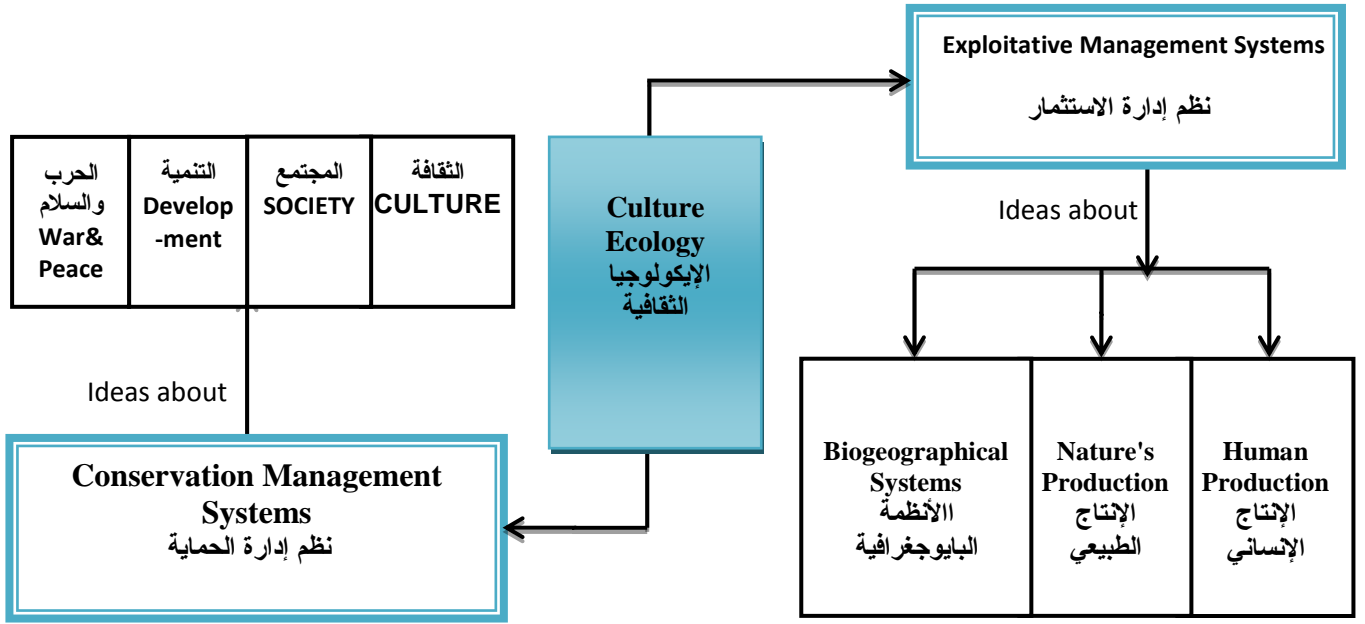 Exploitative Management Systems
نظم إدارة الاستثمار
الحرب
والسلام
War&
Peace
التنمية
Develop
-ment
المجتمع
SOCIETY
الثقافة
CULTURE
Culture
Ecology
الإيكولوجيا
الثقافية
Ideas about
Ideas about
Conservation Management
Systems
نظم إدارة الحماية
Biogeographical
Systems
ااالأنظمة
البايوجغرافية
Nature's
Production
الإنتاج
الطبيعي
Human
Production
الإنتاج
الإنساني